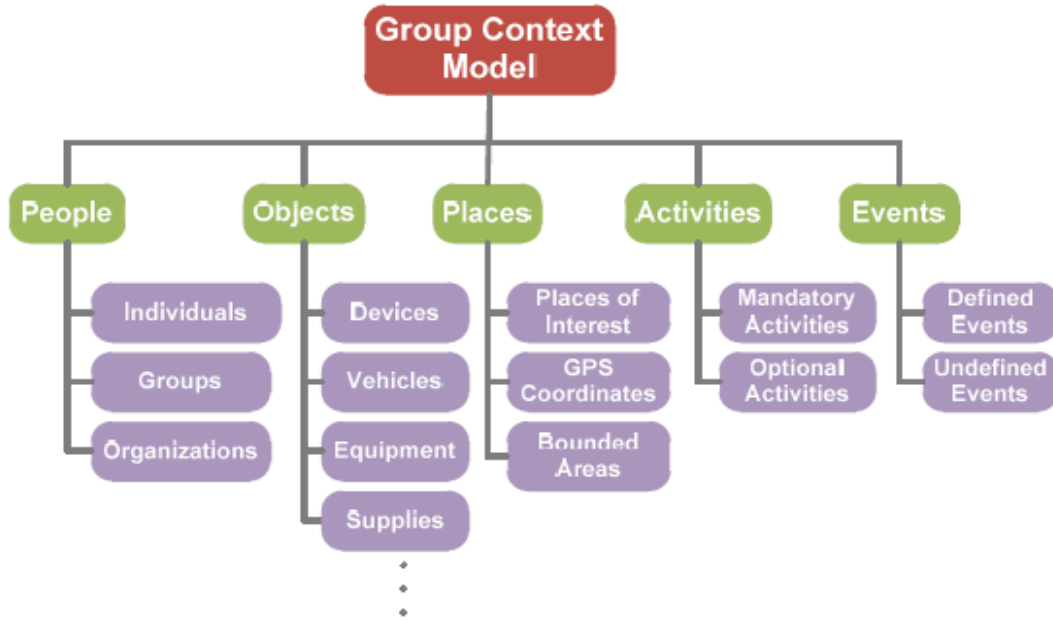 Group Context
Model
People
Objects
Places
Activities
Events
Individuals
Groups
Organizations
Devices
Vehicles
Equipment
Supplies
Places of
Interest
GPS
Coordinates
Bounded
Areas
Mandatory
Activities
Optional
Activities
Defined
Events
Undefined
Events